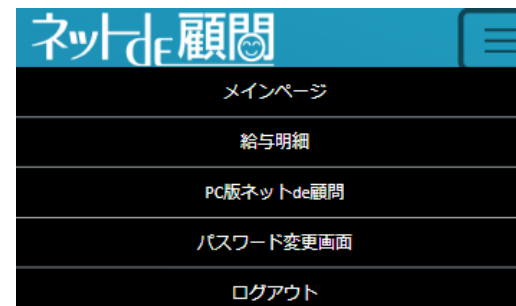 ネットdE顧問
メインページ
給与明細
PC版ネットde顧問
パスワード変更画面
ログアウト